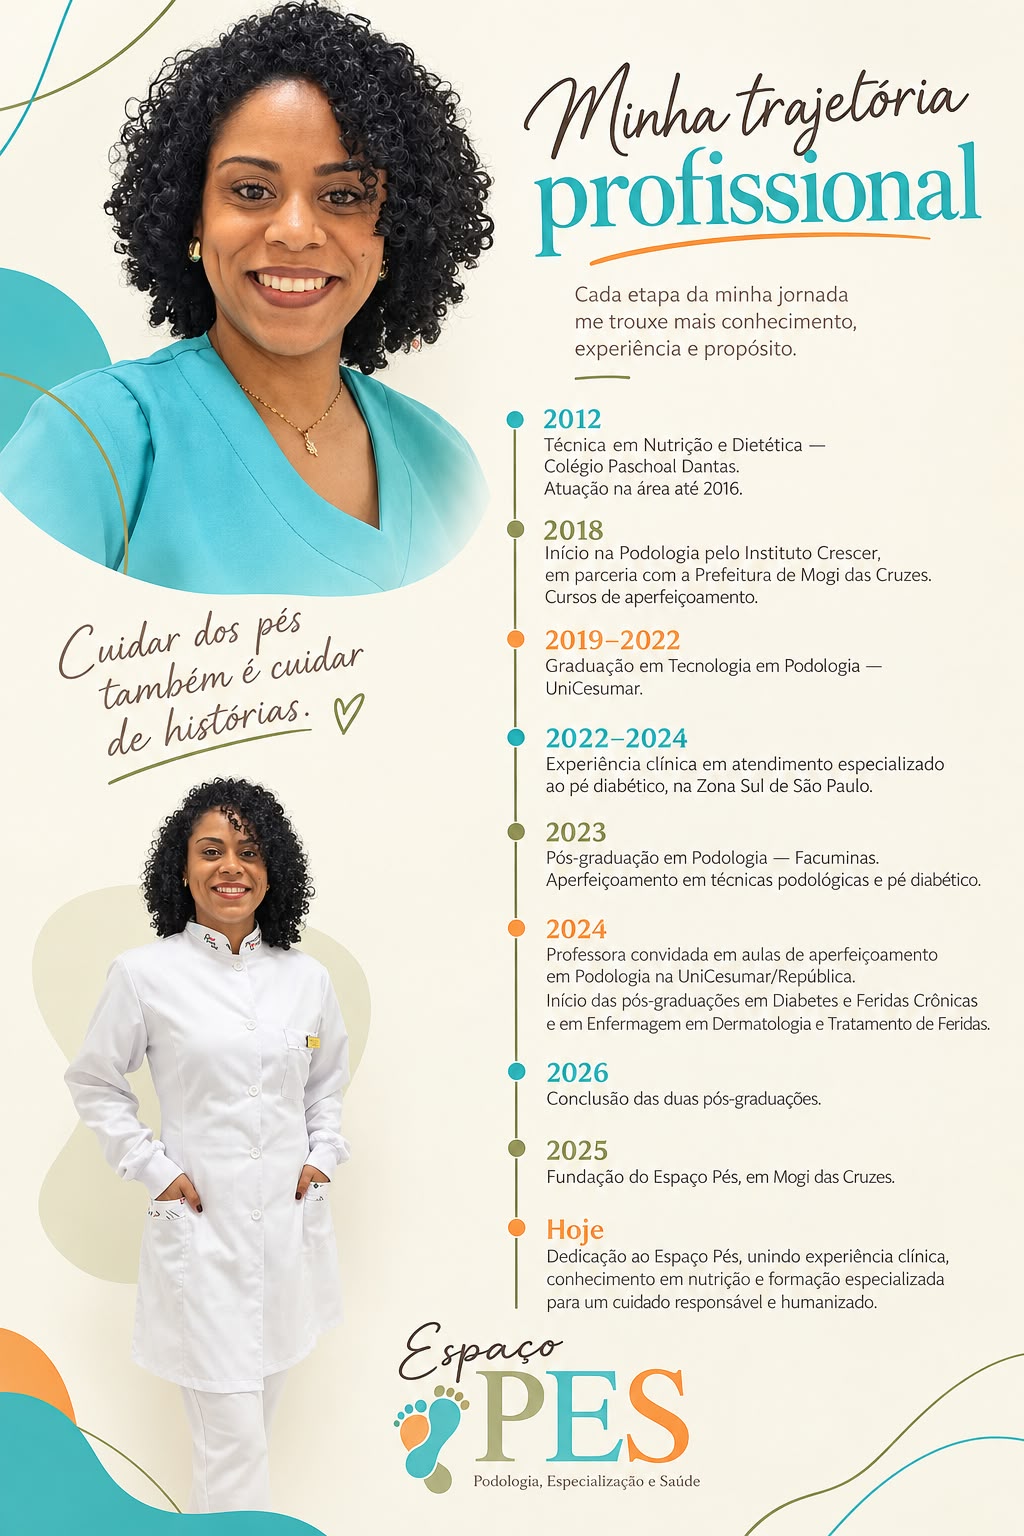 Minha trajetória
profissional
Cada etapa da minha jornada
me trouxe mais conhecimento,
experiência e propósito.
2012
Técnica em Nutrição e Dietética —
Colégio Paschoal Dantas.
Atuação na área até 2016.
2018
Início na Podologia pelo Instituto Crescer,
em parceria com a Prefeitura de Mogi das Cruzes.
Cursos de aperfeiçoamento.
2019–2022
Graduação em Tecnologia em Podologia —
UniCesumar.
2022–2024
Experiência clínica em atendimento especializado
ao pé diabético, na Zona Sul de São Paulo.
2023
Pós-graduação em Podologia — Facuminas.
Aperfeiçoamento em técnicas podológicas e pé diabético.
2024
Professora convidada em aulas de aperfeiçoamento
em Podologia na UniCesumar/República.
Início das pós-graduações em Diabetes e Feridas Crônicas
e em Enfermagem em Dermatologia e Tratamento de Feridas.
2026
Conclusão das duas pós-graduações.
2025
Fundação do Espaço Pés, em Mogi das Cruzes.
Hoje
Dedicação ao Espaço Pés, unindo experiência clínica,
conhecimento em nutrição e formação especializada
para um cuidado responsável e humanizado.
Cuidar dos pés
também é cuidar
de histórias.
Espaço
PES
Podologia, Especialização e Saúde